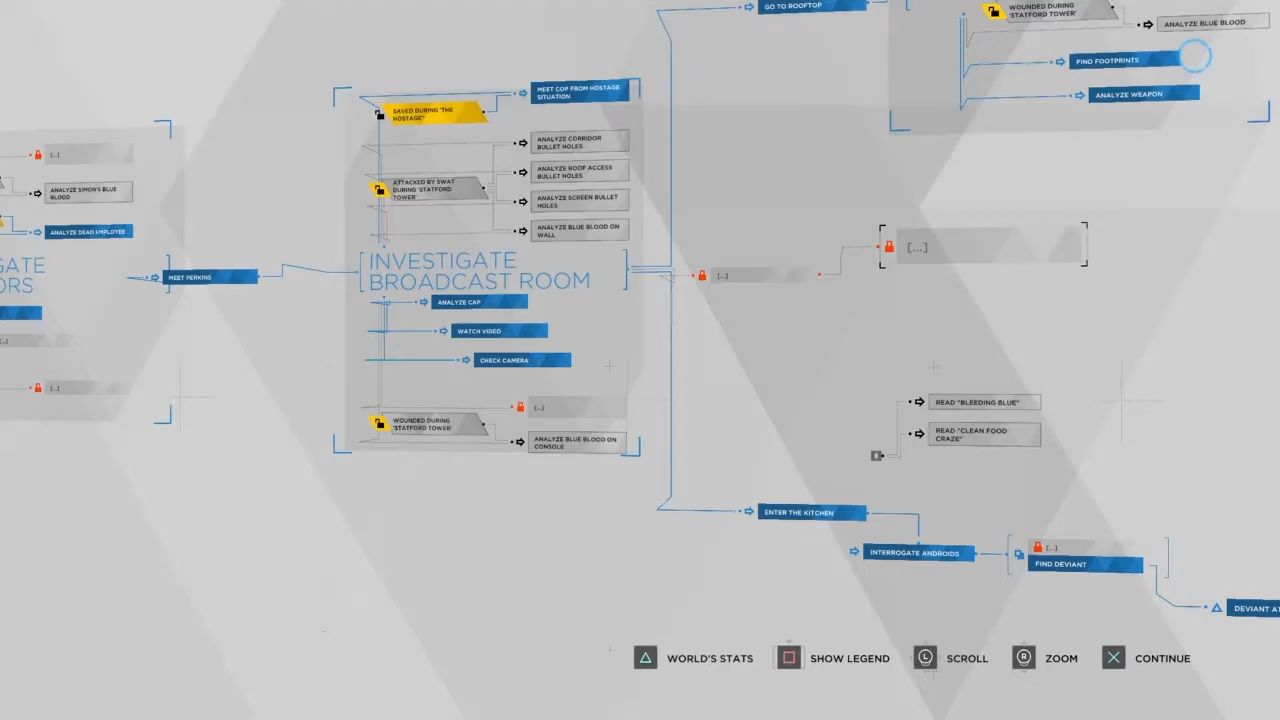 GO TO ROOFTOP
WOUNDED DURING
'STATFORD TOWER'
ANALYZE BLUE BLOOD
FIND FOOTPRINTS
ANALYZE WEAPON
MEET COP FROM HOSTAGE
SITUATION
SAVED DURING 'THE
HOSTAGE'
ANALYZE CORRIDOR
BULLET HOLES
ANALYZE ROOF ACCESS
BULLET HOLES
ATTACKED BY SWAT
DURING 'STATFORD
TOWER'
ANALYZE SCREEN BULLET
HOLES
ANALYZE BLUE BLOOD ON
WALL
[...]
ANALYZE SIMON'S BLUE
BLOOD
ANALYZE DEAD EMPLOYEE
GATE
ORS
MEET PERKINS
[...]
[...]
INVESTIGATE
BROADCAST ROOM
ANALYZE CAP
WATCH VIDEO
CHECK CAMERA
[...]
WOUNDED DURING
'STATFORD TOWER'
ANALYZE BLUE BLOOD ON
CONSOLE
[...]
[...]
READ "BLEEDING BLUE"
READ "CLEAN FOOD
CRAZE"
ENTER THE KITCHEN
INTERROGATE ANDROIDS
[...]
FIND DEVIANT
DEVIANT AT
WORLD'S STATS
SHOW LEGEND
L
SCROLL
R
ZOOM
CONTINUE